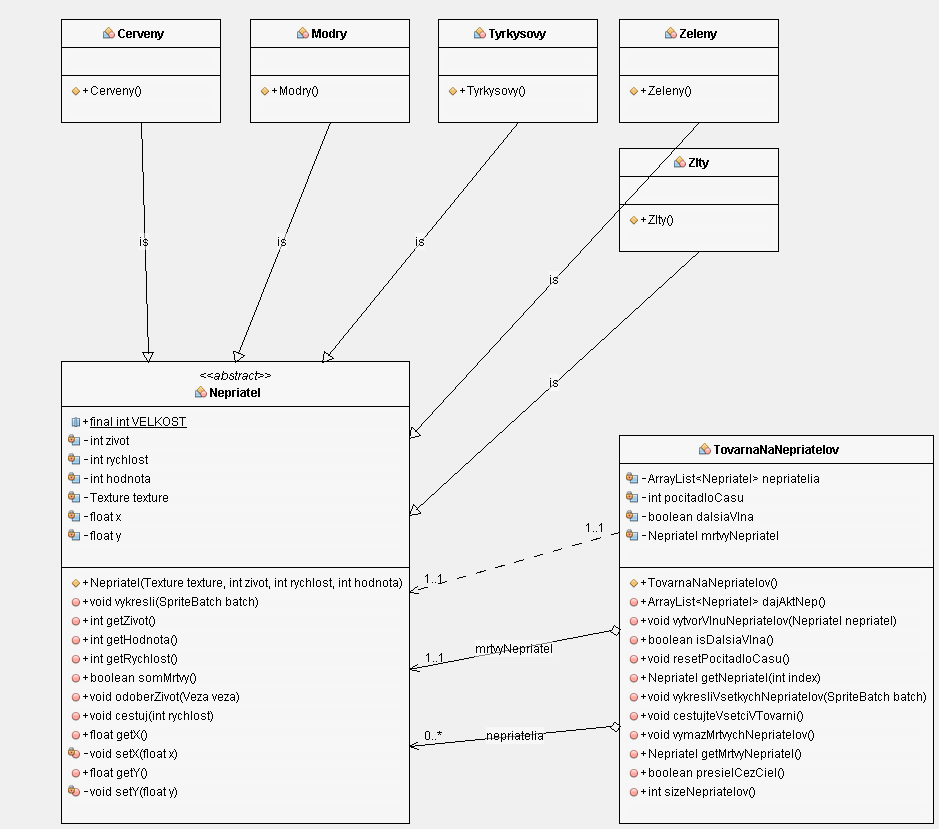 Cerveny
+Cerveny()
Modry
+Modry()
Tyrkysovy
+Tyrkysovy()
Zeleny
+Zeleny()
Zlty
+Zlty()
is
is
is
is
is
<<abstract>>
Nepriatel
+final int VELKOST
-int zivot
-int rychlost
-int hodnota
-Texture texture
-float x
-float y
+Nepriatel(Texture texture, int zivot, int rychlost, int hodnota)
+void vykresli(SpriteBatch batch)
+int getZivot()
+int getHodnota()
+int getRychlost()
+boolean somMrtvy()
+void odoberZivot(Veza veza)
+void cestuj(int rychlost)
+float getX()
-void setX(float x)
+float getY()
-void setY(float y)
1..1
1..1
mrtvyNepriatel
1..1
nepriatelia
0..*
TovarnaNaNepriatelov
-ArrayList<Nepriatel> nepriatelia
-int pocitadloCasu
-boolean dalsiaVlna
-Nepriatel mrtvyNepriatel
+TovarnaNaNepriatelov()
+ArrayList<Nepriatel> dajAktNep()
+void vytvorVlnuNepriatelov(Nepriatel nepriatel)
+boolean isDalsiaVlna()
+void resetPocitadloCasu()
+Nepriatel getNepriatel(int index)
+void vykresliVsetkychNepriatelov(SpriteBatch batch)
+void cestujteVsetciVTovarni()
+void vymazMrtvychNepriatelov()
+Nepriatel getMrtvyNepriatel()
+boolean presielCezCiel()
+int sizeNepriatelov()